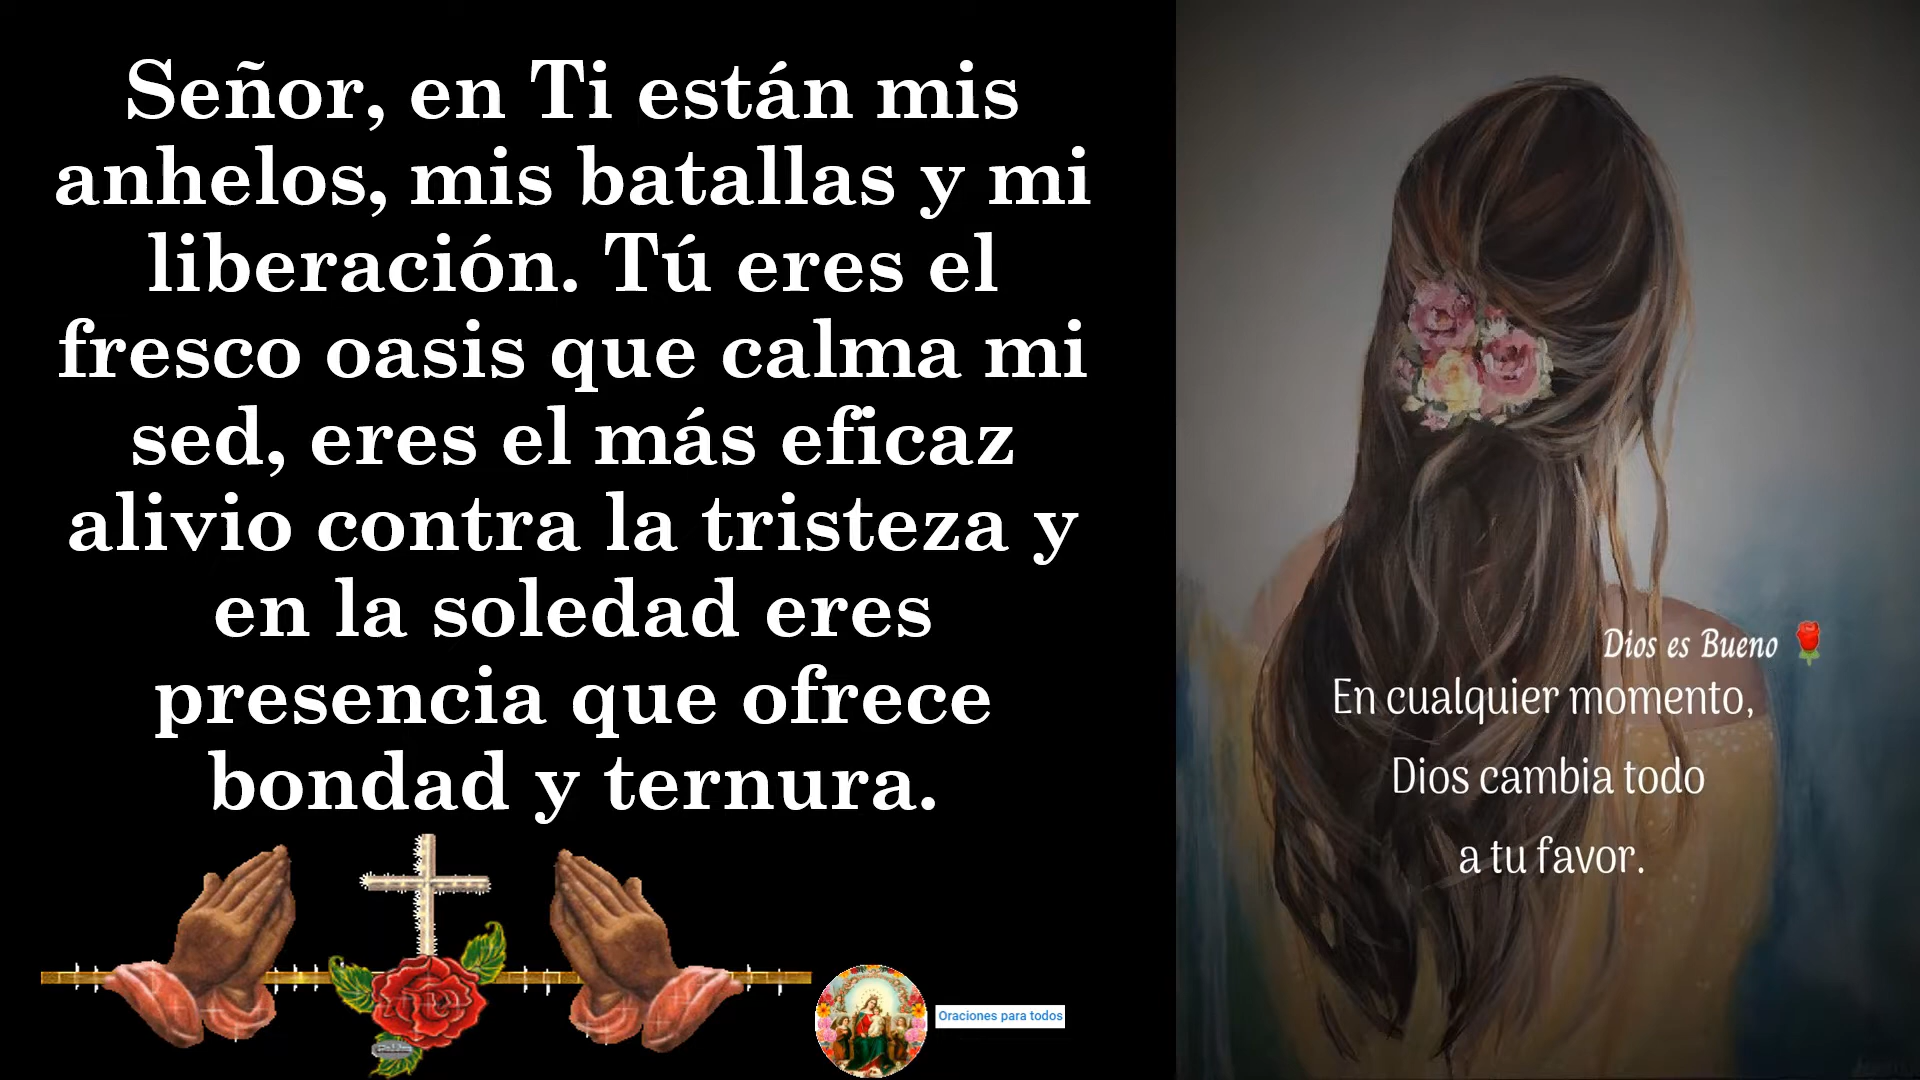 Señor, en Ti están mis
anhelos, mis batallas y mi
liberación. Tú eres el
fresco oasis que calma mi
sed, eres el más eficaz
alivio contra la tristeza y
en la soledad eres
presencia que ofrece
bondad y ternura.
Oraciones para todos
Dios es Bueno 🌹
En cualquier momento,
Dios cambia todo
a tu favor.